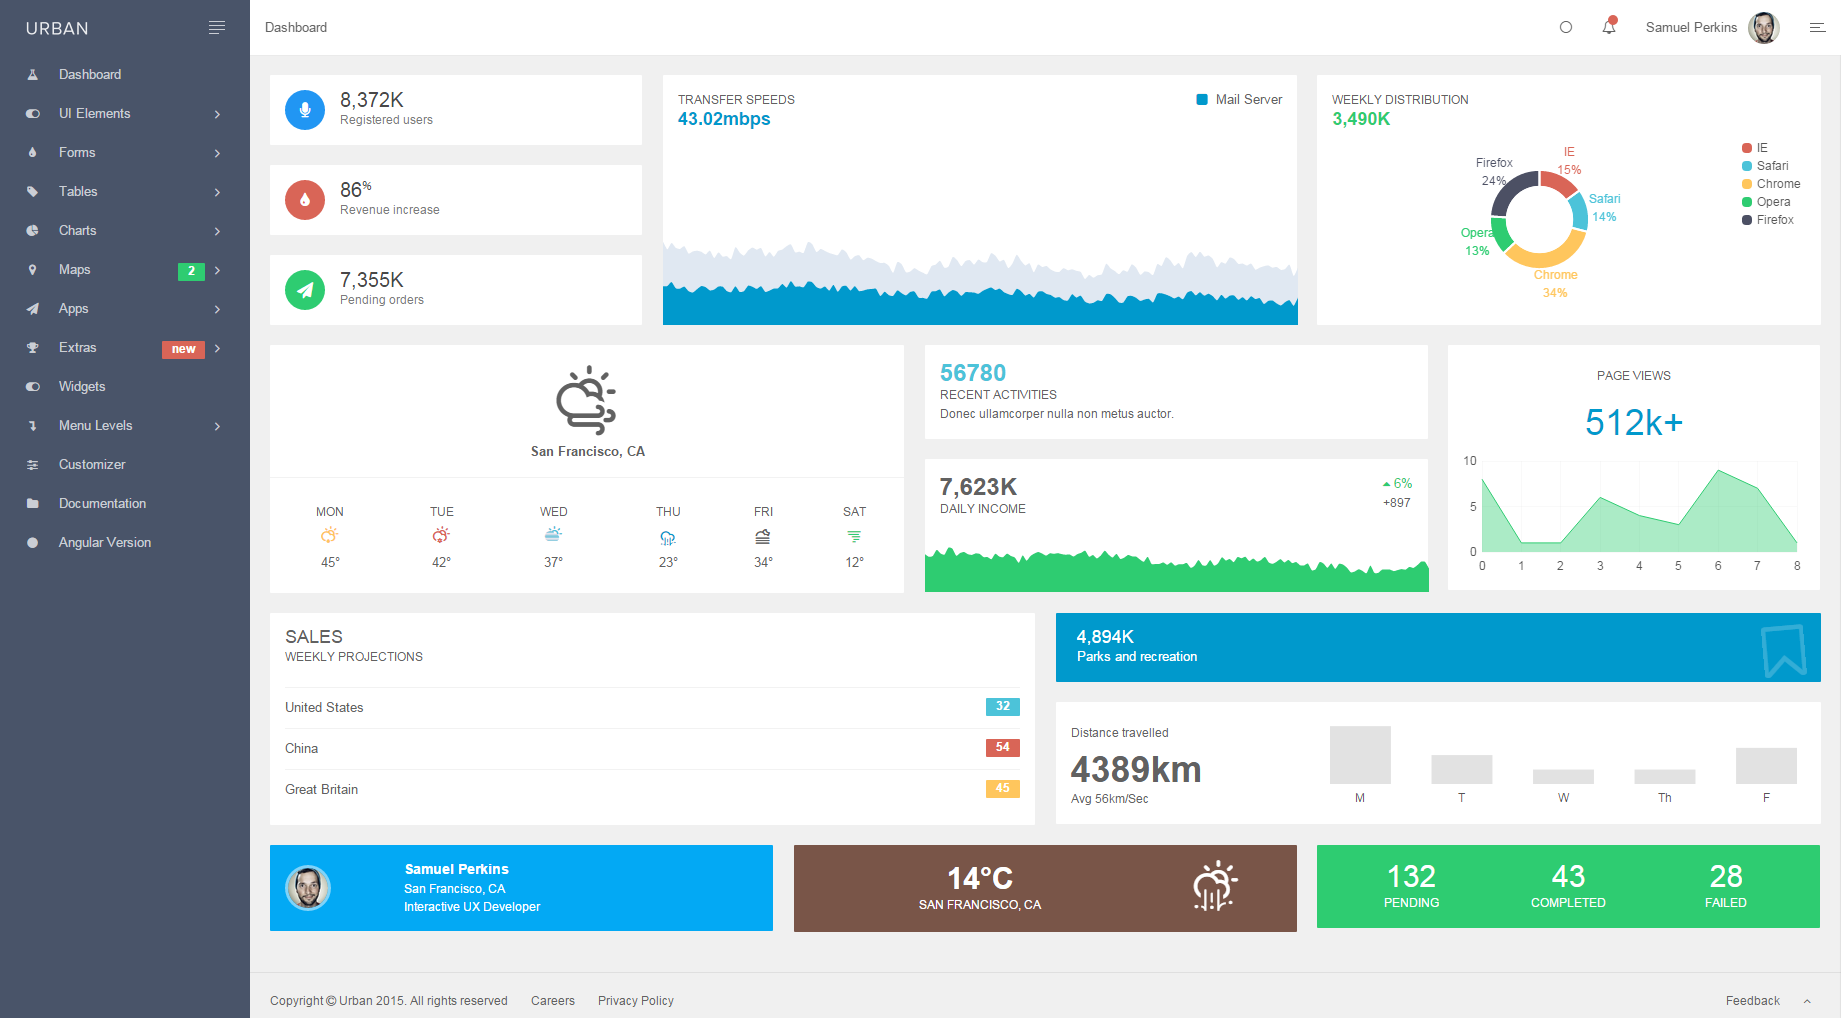 URBAN
Dashboard
UI Elements
Forms
Tables
Charts
Maps
2
Apps
Extras
new
Widgets
Menu Levels
Customizer
Documentation
Angular Version
Dashboard
Samuel Perkins
8,372K
Registered users
86%
Revenue increase
7,355K
Pending orders
TRANSFER SPEEDS
43.02mbps
Mail Server
WEEKLY DISTRIBUTION
3,490K
IE
15%
Safari
14%
Chrome
34%
Opera
13%
Firefox
24%
IE
Safari
Chrome
Opera
Firefox
San Francisco, CA
MON TUE WED THU FRI SAT
45° 42° 37° 23° 34° 12°
56780
RECENT ACTIVITIES
Donec ullamcorper nulla non metus auctor.
7,623K
DAILY INCOME
6%
+897
PAGE VIEWS
512k+
10
5
0
0 1 2 3 4 5 6 7 8
SALES
WEEKLY PROJECTIONS
United States 32
China 54
Great Britain 45
4,894K
Parks and recreation
Distance travelled
4389km
Avg 56km/Sec
M T W Th F
Samuel Perkins
San Francisco, CA
Interactive UX Developer
14°C
SAN FRANCISCO, CA
132 43 28
PENDING COMPLETED FAILED
Copyright © Urban 2015. All rights reserved Careers Privacy Policy Feedback